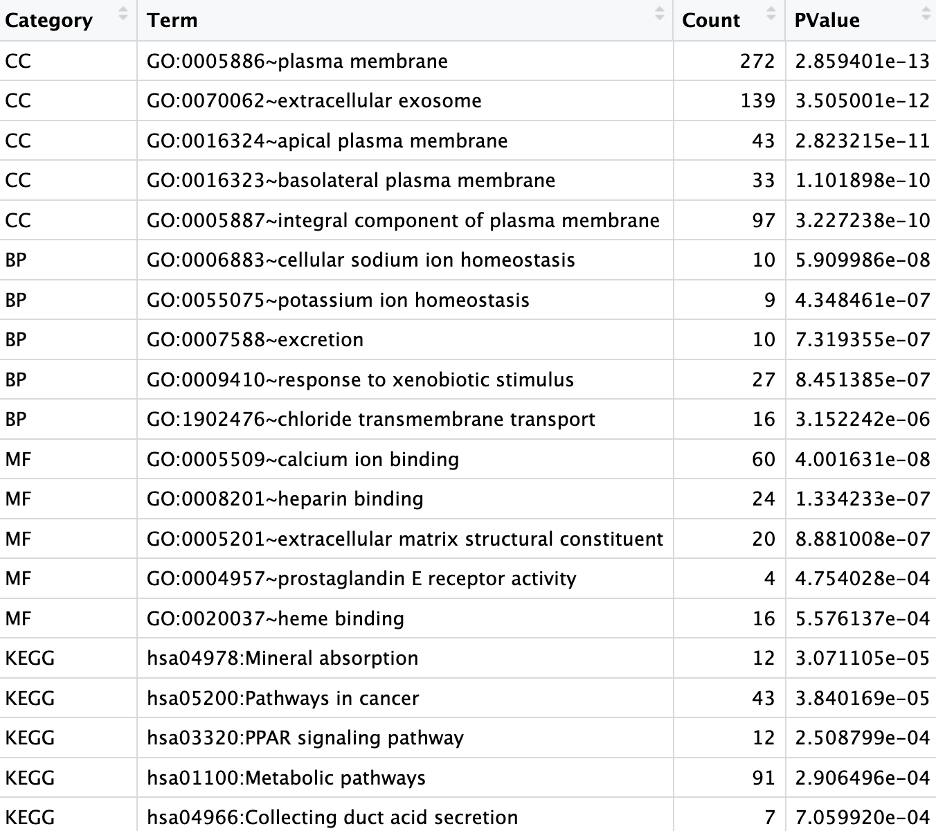 Category Term Count PValue
CC GO:0005886~plasma membrane 272 2.859401e-13
CC GO:0070062~extracellular exosome 139 3.505001e-12
CC GO:0016324~apical plasma membrane 43 2.823215e-11
CC GO:0016323~basolateral plasma membrane 33 1.101898e-10
CC GO:0005887~integral component of plasma membrane 97 3.227238e-10
BP GO:0006883~cellular sodium ion homeostasis 10 5.909986e-08
BP GO:0055075~potassium ion homeostasis 9 4.348461e-07
BP GO:0007588~excretion 10 7.319355e-07
BP GO:0009410~response to xenobiotic stimulus 27 8.451385e-07
BP GO:1902476~chloride transmembrane transport 16 3.152242e-06
MF GO:0005509~calcium ion binding 60 4.001631e-08
MF GO:0008201~heparin binding 24 1.334233e-07
MF GO:0005201~extracellular matrix structural constituent 20 8.881008e-07
MF GO:0004957~prostaglandin E receptor activity 4 4.754028e-04
MF GO:0020037~heme binding 16 5.576137e-04
KEGG hsa04978:Mineral absorption 12 3.071105e-05
KEGG hsa05200:Pathways in cancer 43 3.840169e-05
KEGG hsa03320:PPAR signaling pathway 12 2.508799e-04
KEGG hsa01100:Metabolic pathways 91 2.906496e-04
KEGG hsa04966:Collecting duct acid secretion 7 7.059920e-04